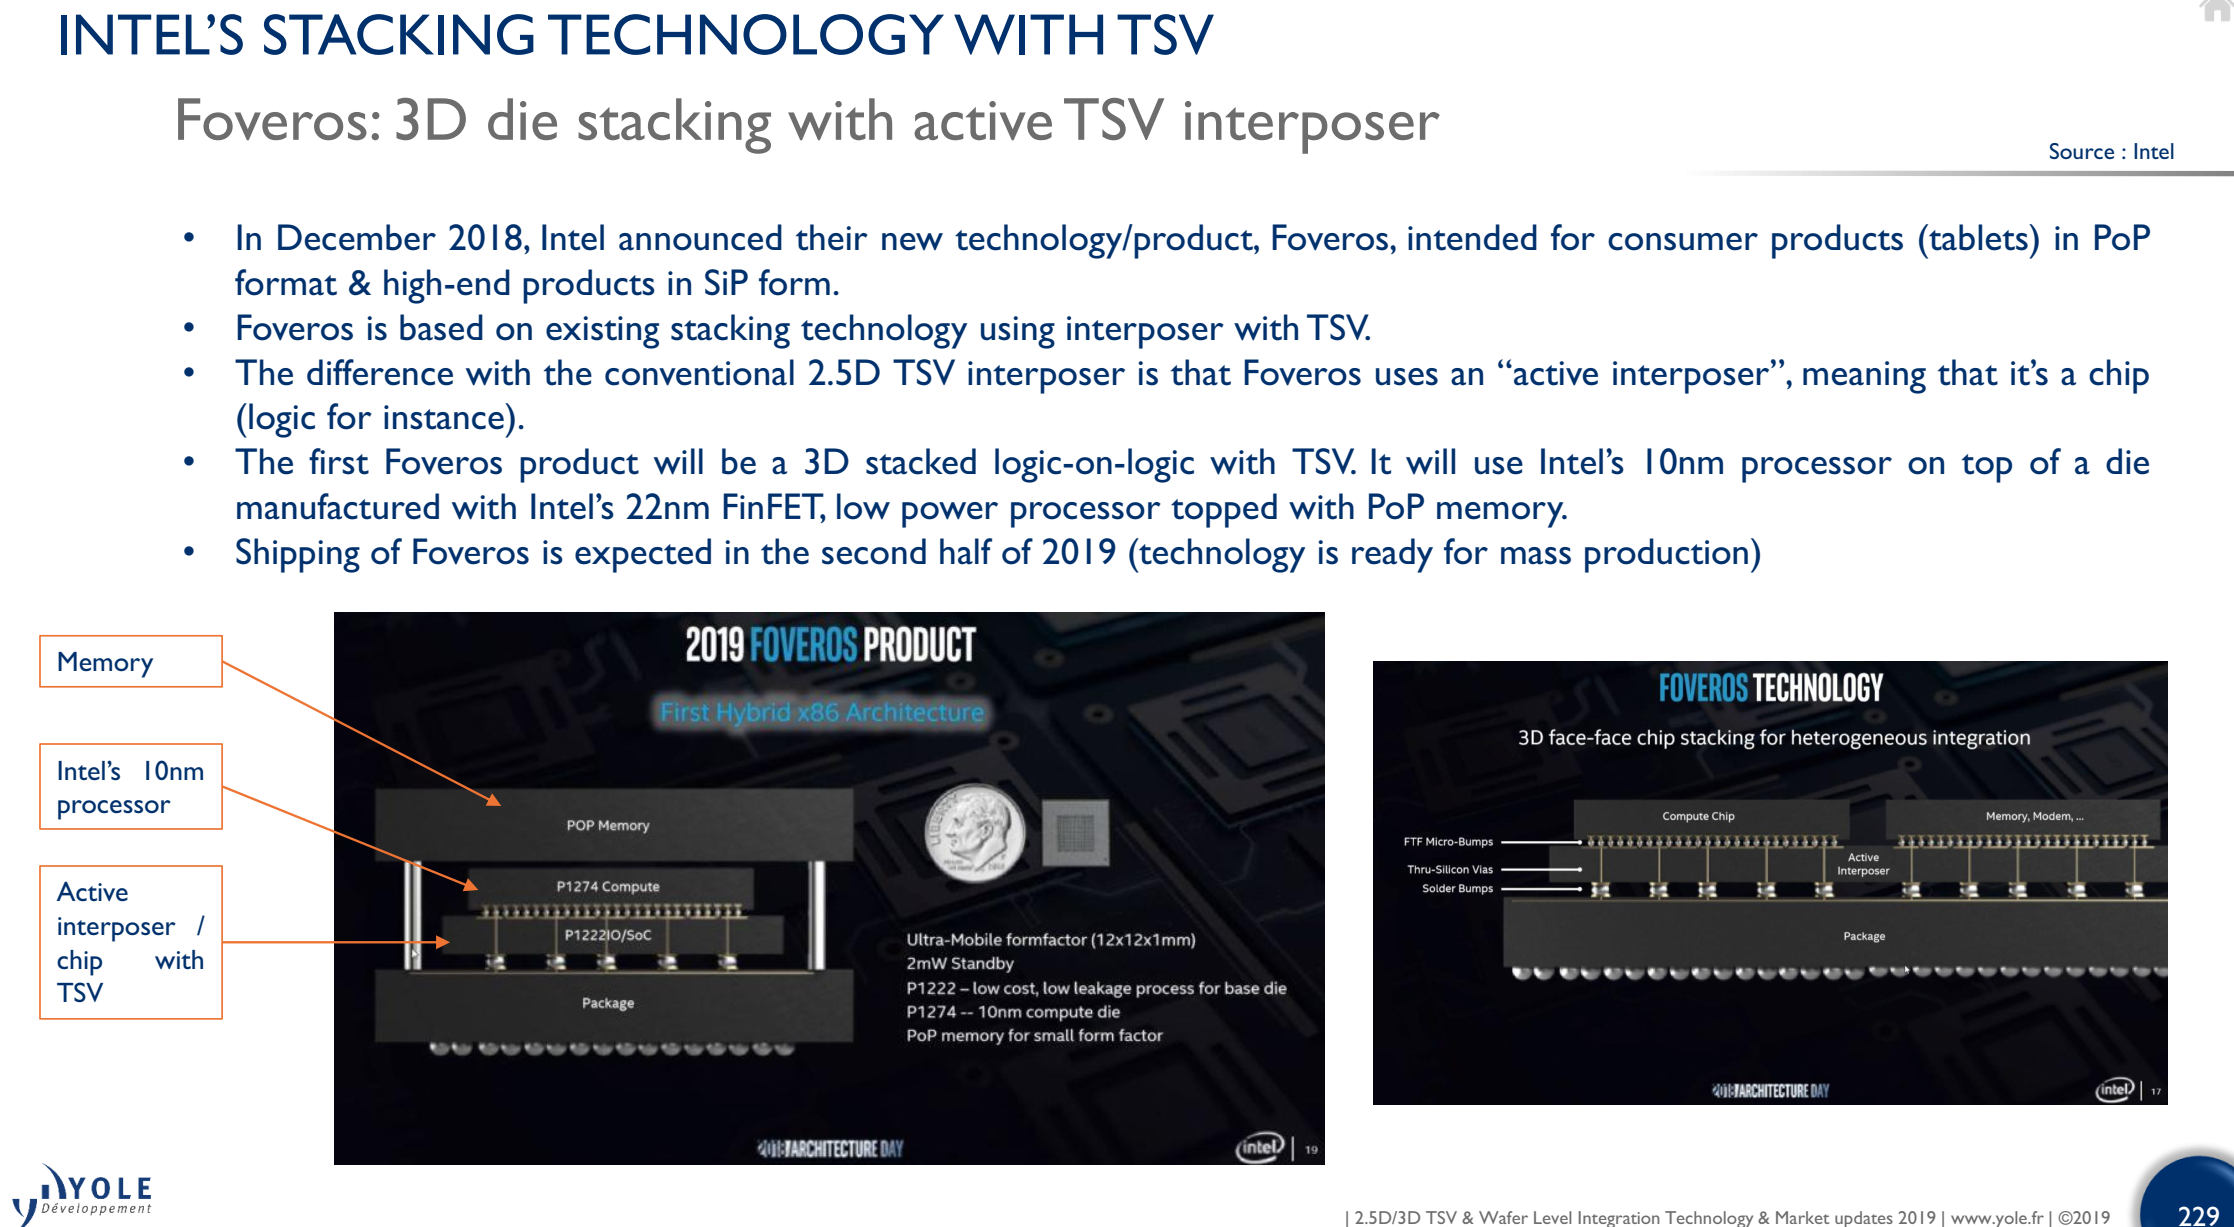 INTEL'S STACKING TECHNOLOGY WITH TSV
Foveros: 3D die stacking with active TSV interposer
Source : Intel
• In December 2018, Intel announced their new technology/product, Foveros, intended for consumer products (tablets) in PoP
format & high-end products in SiP form.
• Foveros is based on existing stacking technology using interposer with TSV.
• The difference with the conventional 2.5D TSV interposer is that Foveros uses an “active interposer”, meaning that it's a chip
(logic for instance).
• The first Foveros product will be a 3D stacked logic-on-logic with TSV. It will use Intel's 10nm processor on top of a die
manufactured with Intel's 22nm FinFET, low power processor topped with PoP memory.
• Shipping of Foveros is expected in the second half of 2019 (technology is ready for mass production)
Memory
Intel's 10nm
processor
Active
interposer /
chip with
TSV
2019 FOVEROS PRODUCT
First Hybrid x86 Architecture
POP Memory
P1274 Compute
P1222IO/SoC
Package
Ultra-Mobile formfactor (12x12x1mm)
2mW Standby
P1222 – low cost, low leakage process for base die
P1274 -- 10nm compute die
PoP memory for small form factor
2018 ARCHITECTURE DAY
intel
19
FOVEROS TECHNOLOGY
3D face-face chip stacking for heterogeneous integration
Compute Chip
Memory, Modem, ...
FTF Micro-Bumps
Active
Interposer
Thru-Silicon Vias
Solder Bumps
Package
2018 ARCHITECTURE DAY
intel
17
YOLE
Développement
| 2.5D/3D TSV & Wafer Level Integration Technology & Market updates 2019 | www.yole.fr | ©2019
229